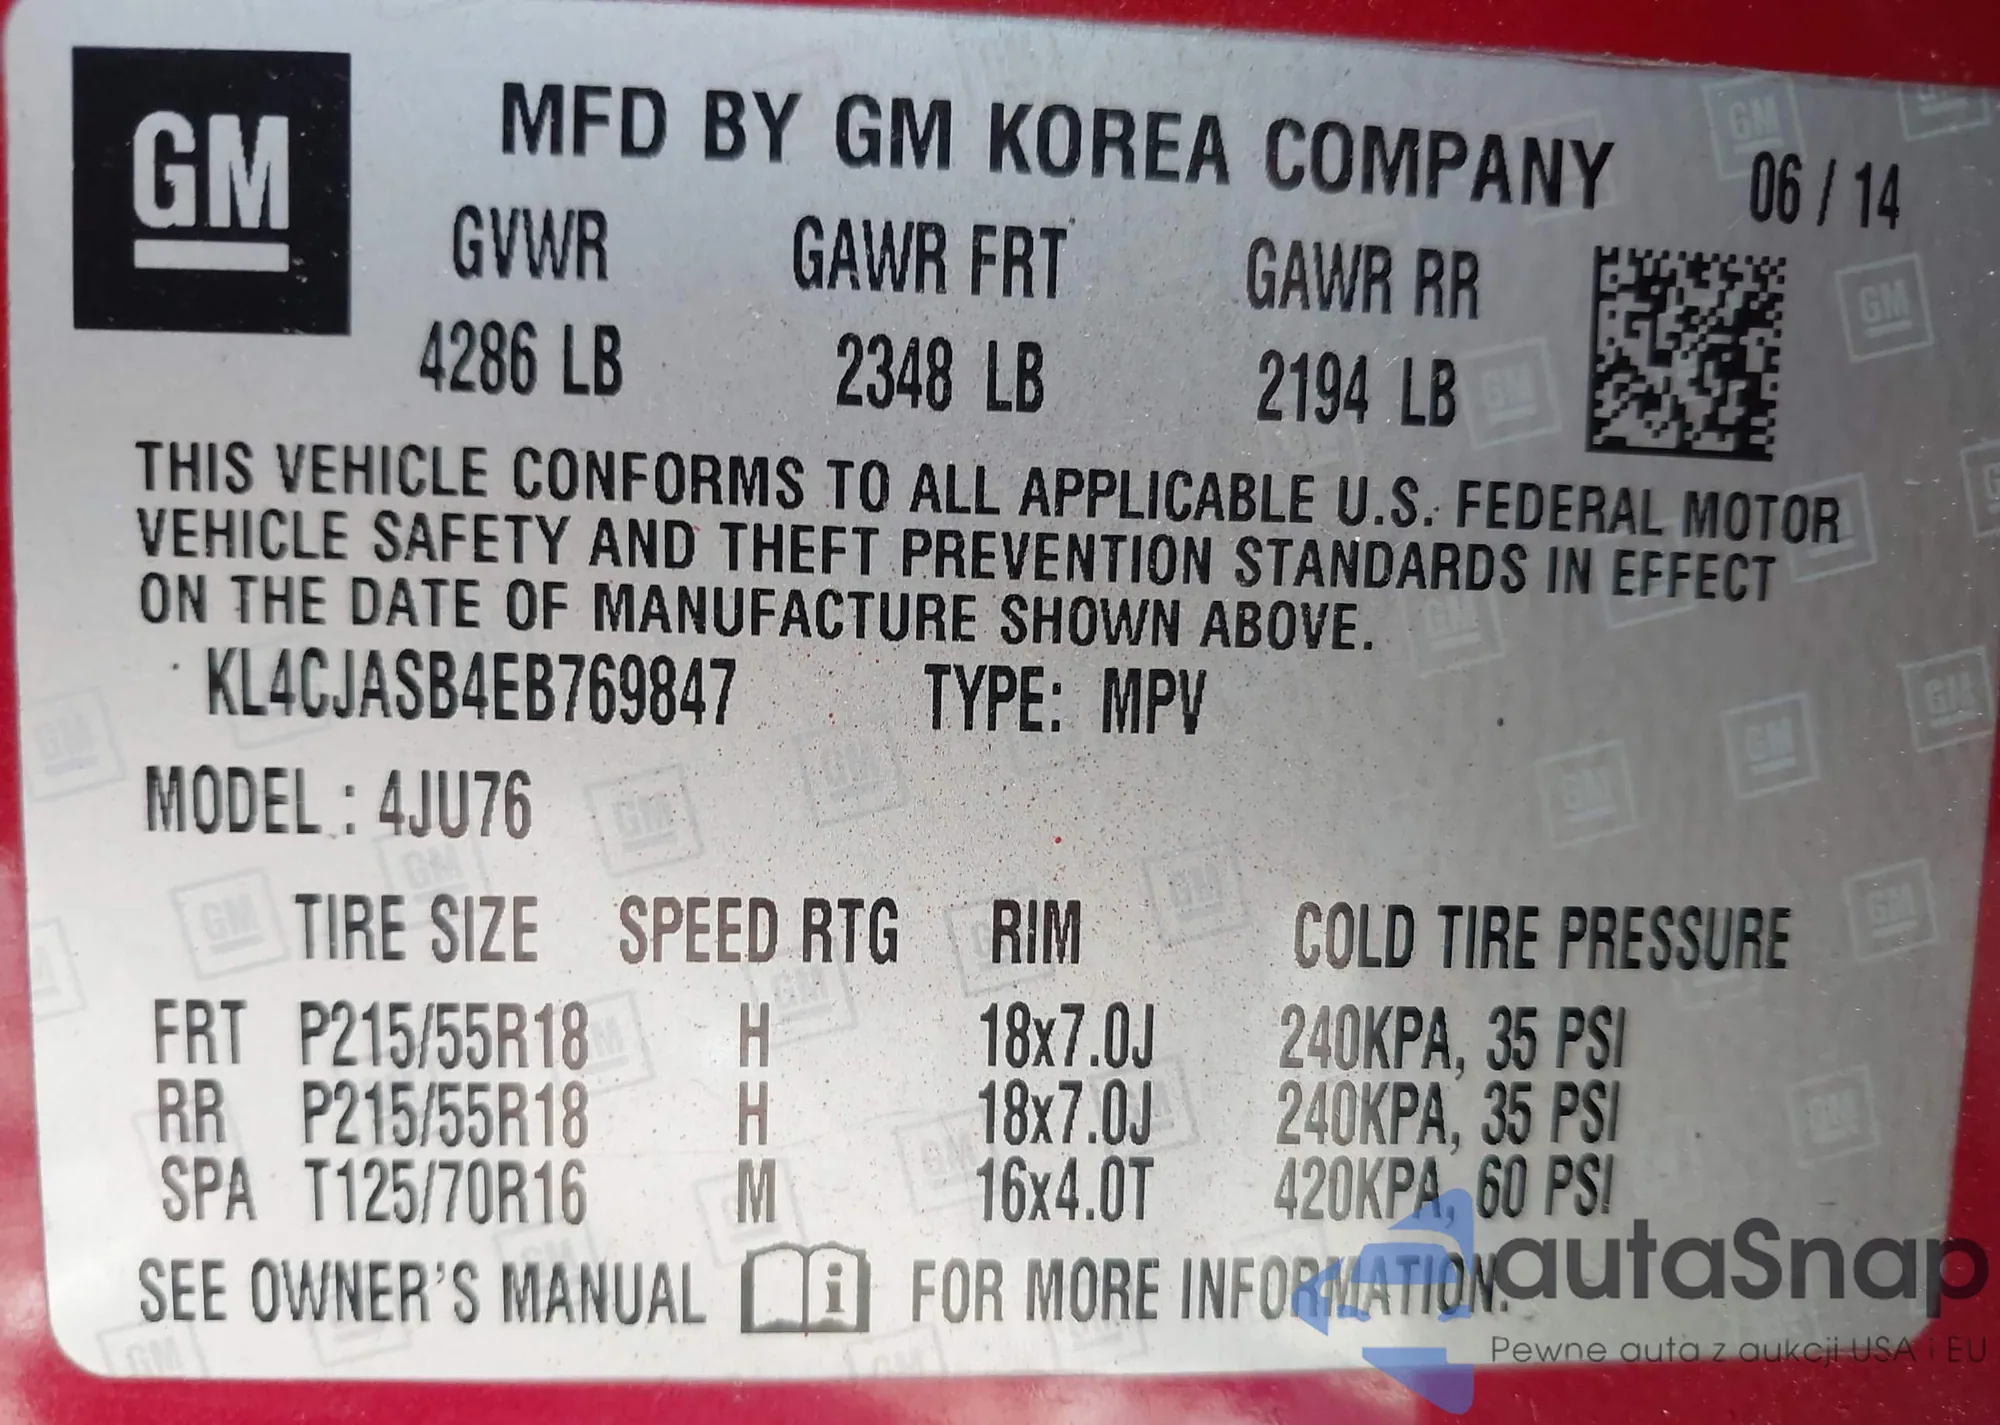 GM
MFD BY GM KOREA COMPANY
06 / 14
GVWR GAWR FRT GAWR RR
4286 LB 2348 LB 2194 LB
THIS VEHICLE CONFORMS TO ALL APPLICABLE U.S. FEDERAL MOTOR
VEHICLE SAFETY AND THEFT PREVENTION STANDARDS IN EFFECT
ON THE DATE OF MANUFACTURE SHOWN ABOVE.
KL4CJASB4EB769847 TYPE: MPV
MODEL : 4JU76
TIRE SIZE SPEED RTG RIM COLD TIRE PRESSURE
FRT P215/55R18 H 18x7.0J 240KPA, 35 PSI
RR P215/55R18 H 18x7.0J 240KPA, 35 PSI
SPA T125/70R16 M 16x4.0T 420KPA, 60 PSI
SEE OWNER'S MANUAL i FOR MORE INFORMATION.
autaSnap
Pewne auta z aukcji USA i EU